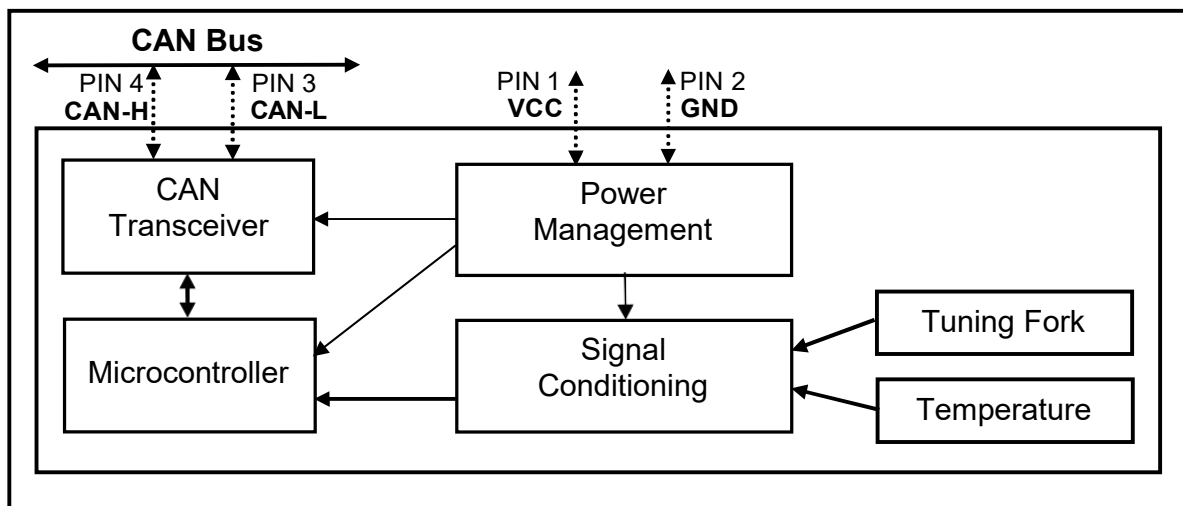 CAN Bus
PIN 4
CAN-H
PIN 3
CAN-L
PIN 1
VCC
PIN 2
GND
CAN
Transceiver
Power
Management
Microcontroller
Signal
Conditioning
Tuning Fork
Temperature